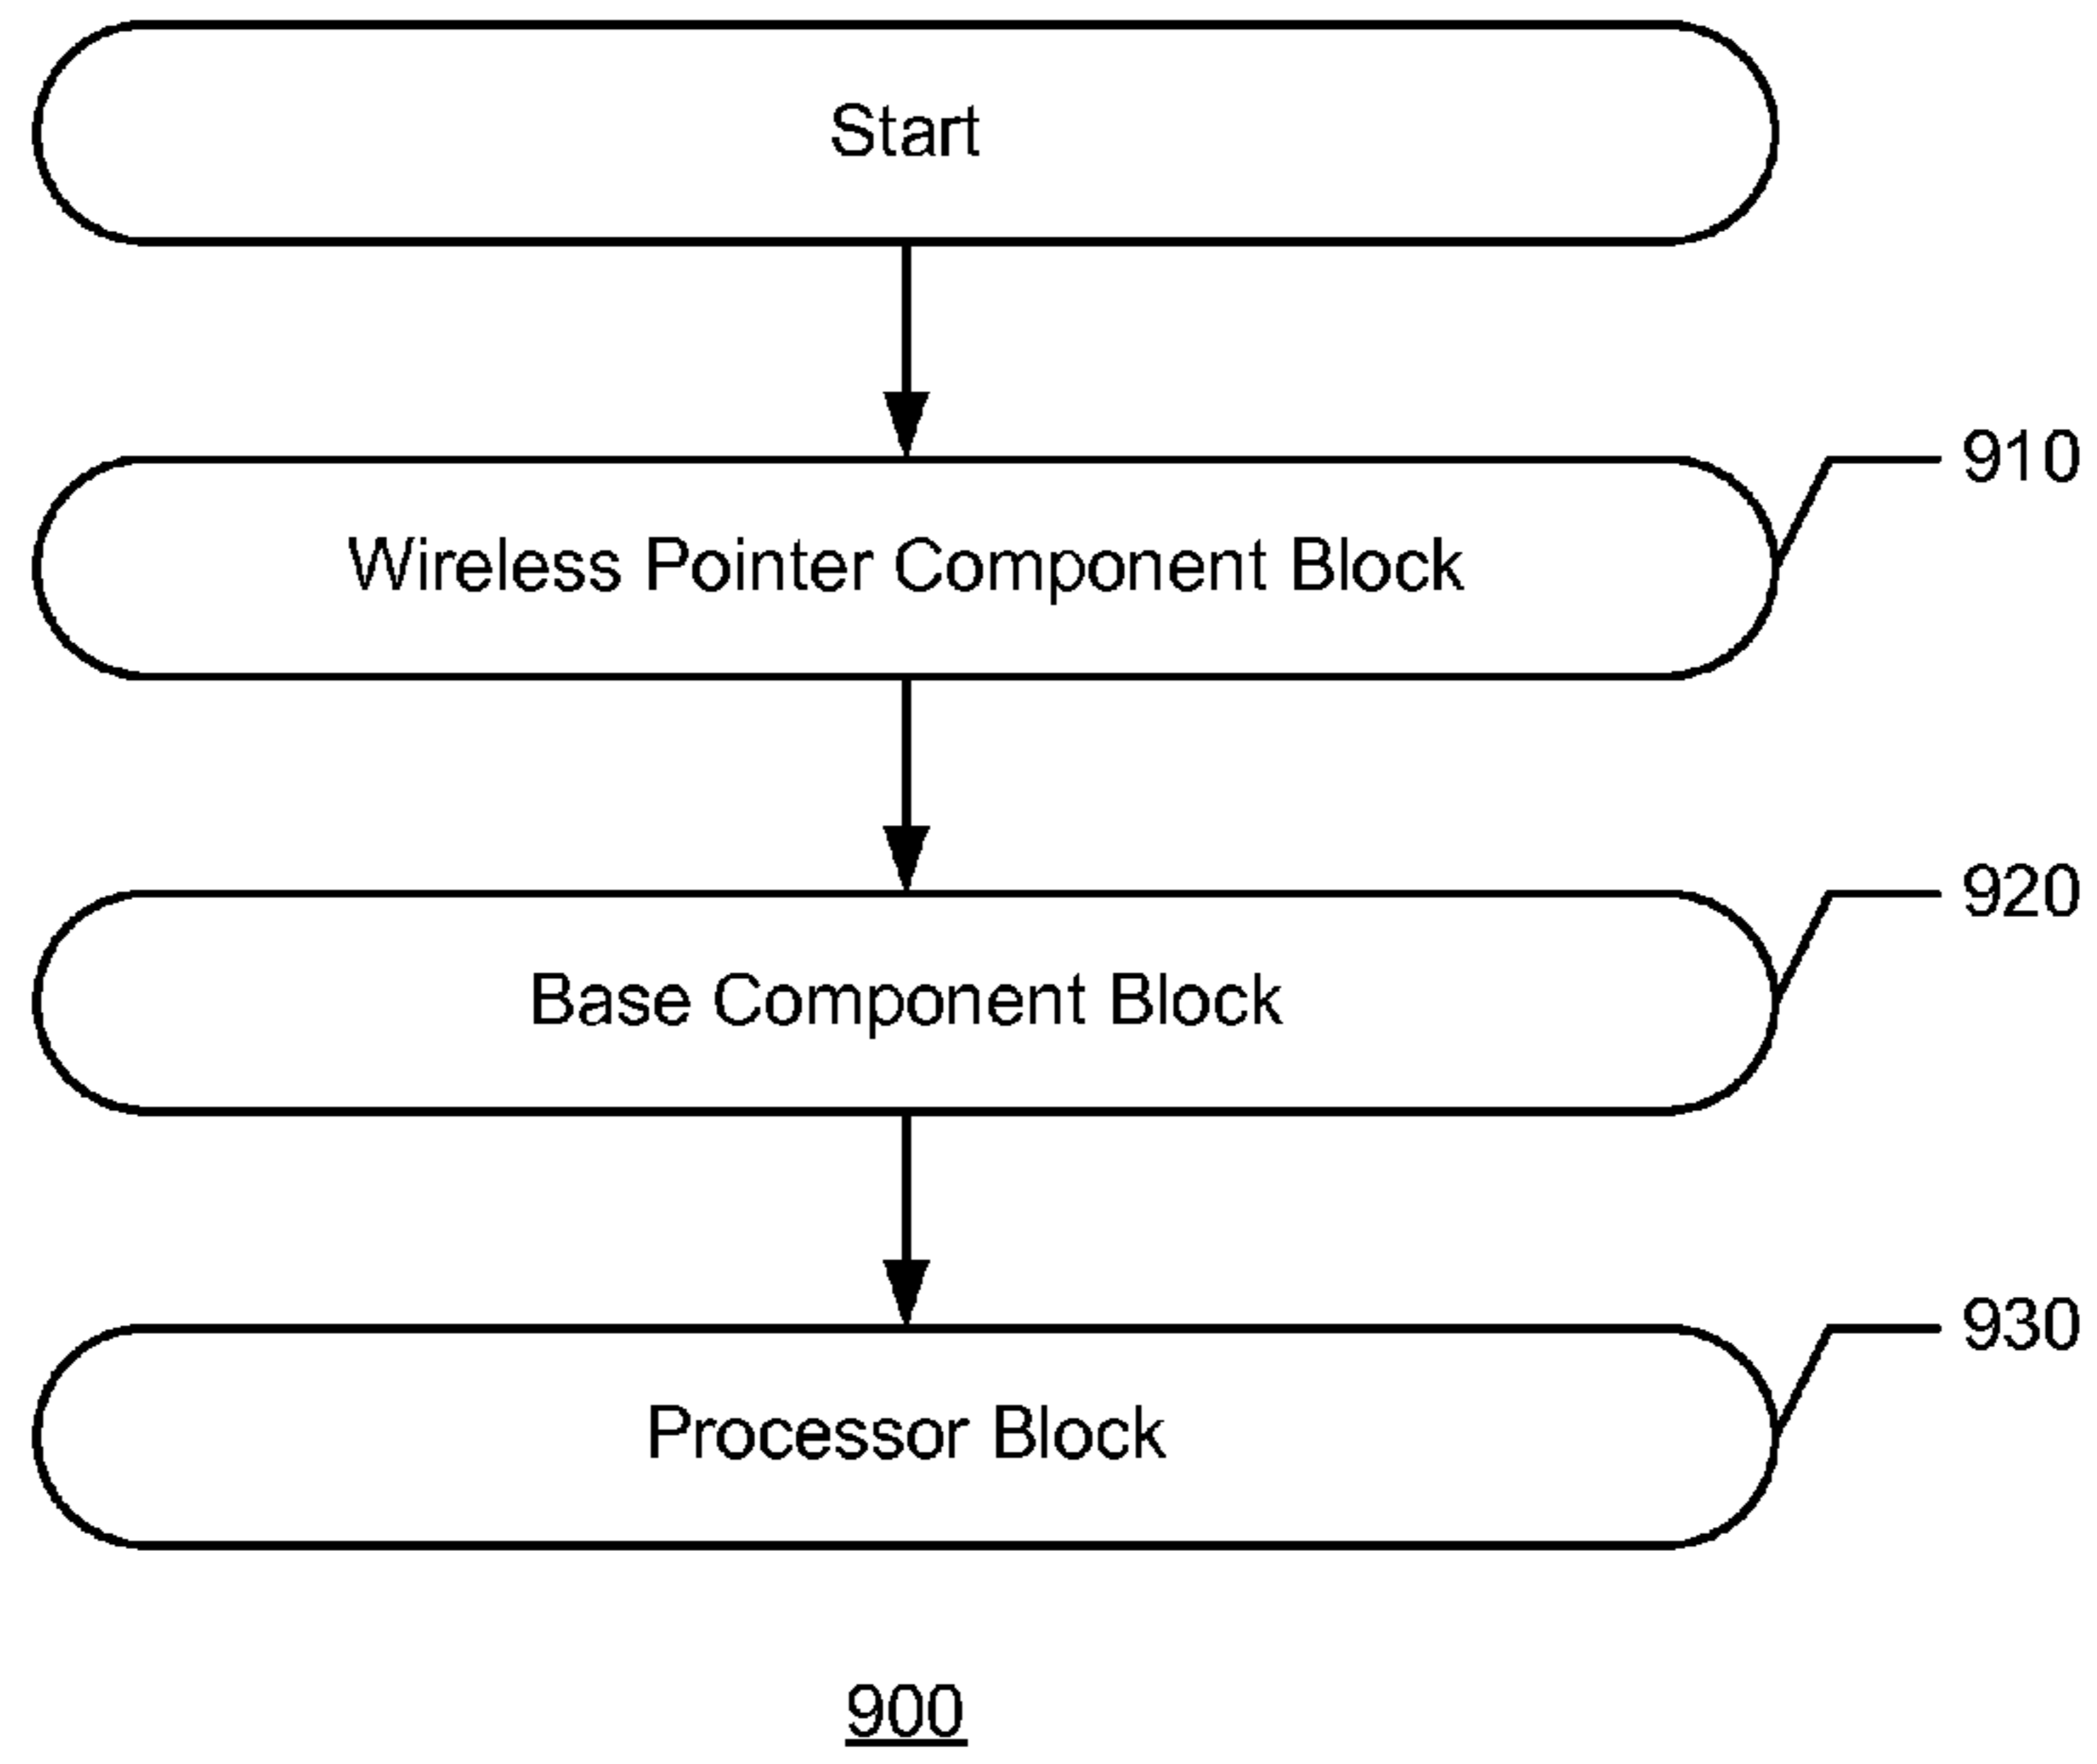 Start
910
Wireless Pointer Component Block
920
Base Component Block
930
Processor Block
900